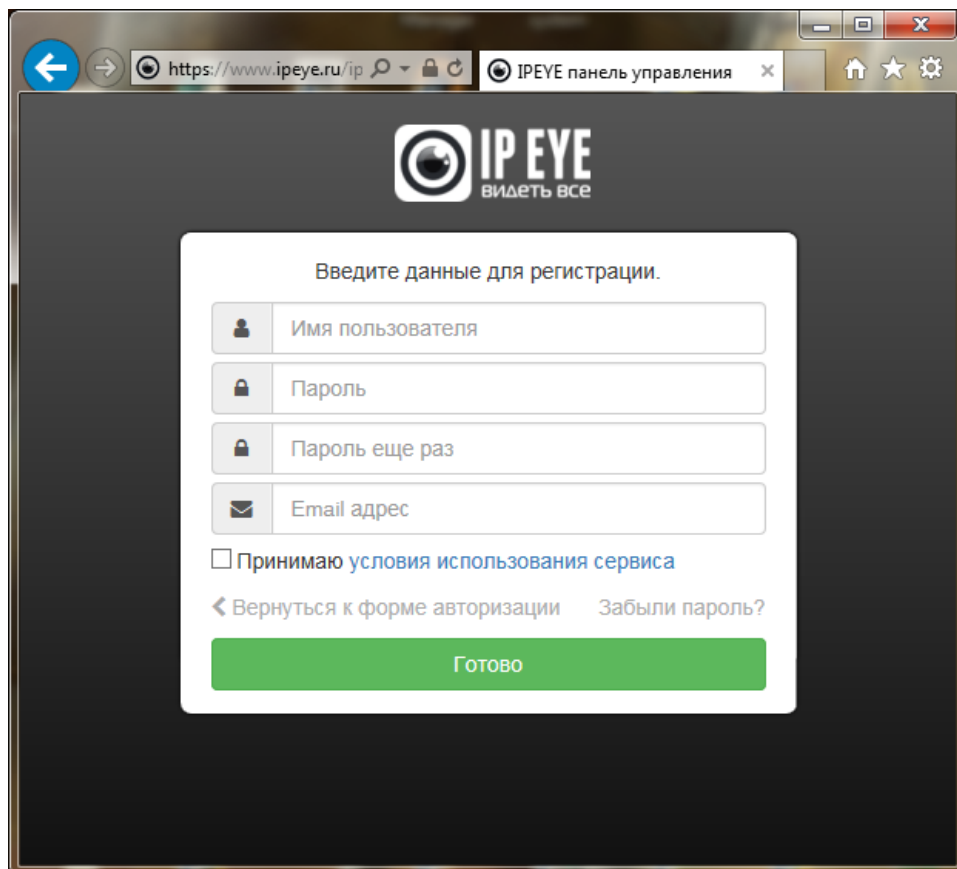 https://www.ipeye.ru/ip
IPEYE панель управления
IP EYE
видеть все
Введите данные для регистрации.
Имя пользователя
Пароль
Пароль еще раз
Email адрес
Принимаю условия использования сервиса
Вернуться к форме авторизации Забыли пароль?
Готово